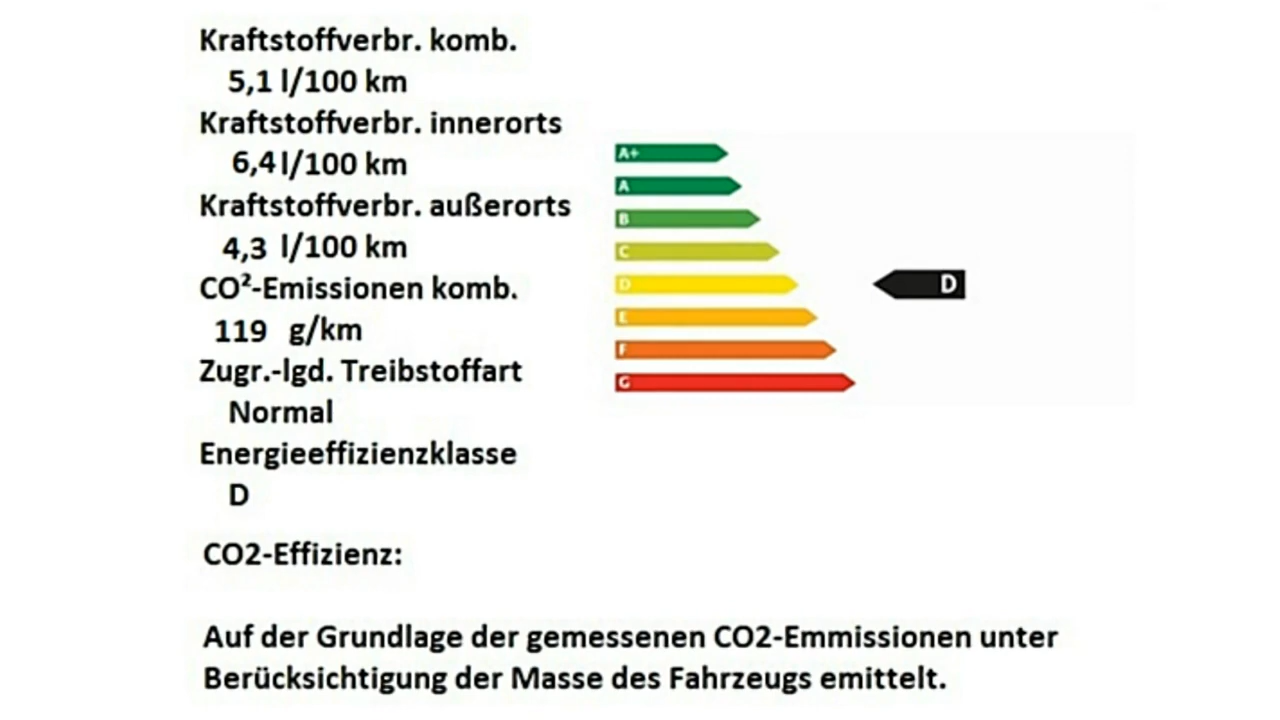 Kraftstoffverbr. komb.
5,1 l/100 km
Kraftstoffverbr. innerorts
6,4 l/100 km
Kraftstoffverbr. außerorts
4,3 l/100 km
CO²-Emissionen komb.
119 g/km
Zugr.-lgd. Treibstoffart
Normal
Energieeffizienzklasse
D
A+
A
B
C
D
D
E
F
G
CO2-Effizienz:
Auf der Grundlage der gemessenen CO2-Emmissionen unter
Berücksichtigung der Masse des Fahrzeugs emittelt.